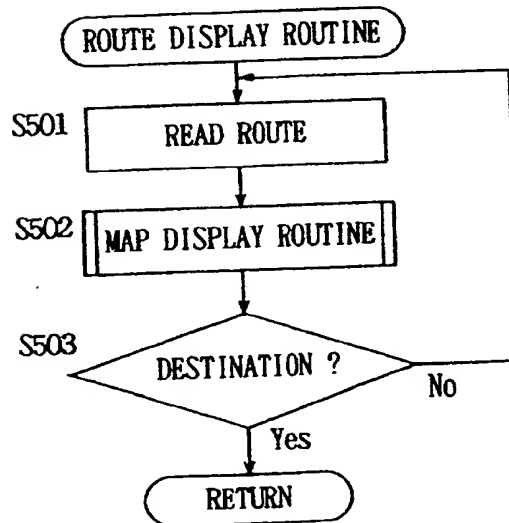 ROUTE DISPLAY ROUTINE
S501
READ ROUTE
S502
MAP DISPLAY ROUTINE
S503
DESTINATION ?
No
Yes
RETURN